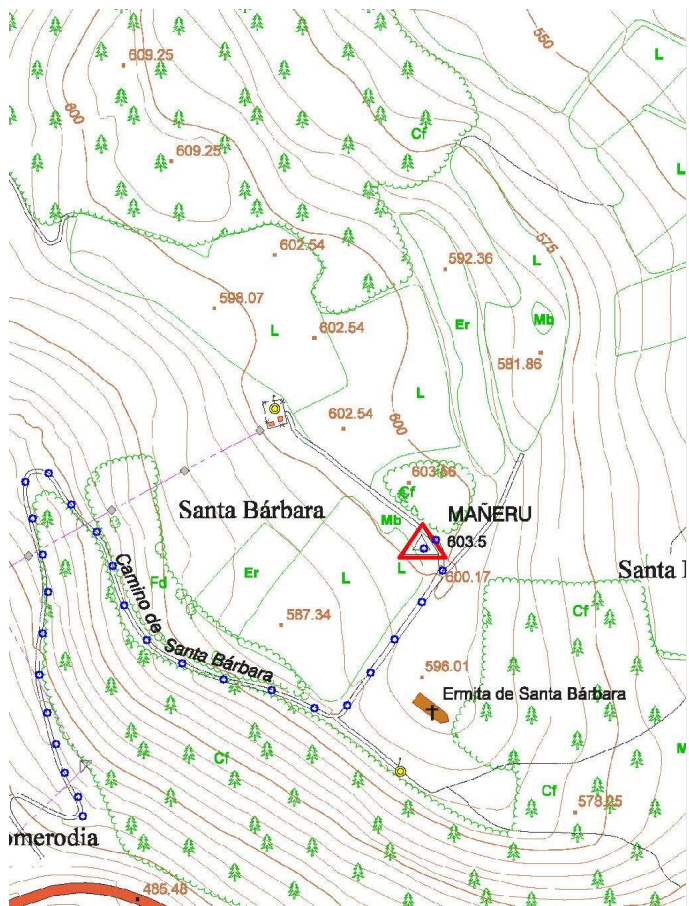 609.25
550
L
600
Cf
609.25
L
602.54
592.36
575
L
598.07
L
602.54
Er
Mb
581.86
L
602.54
600
603.56
Cf
Santa Bárbara
Mb
MAÑERU
603.5
Er
L
L
600.17
Santa
Fd
Cf
Camino de Santa Bárbara
587.34
596.01
Ermita de Santa Bárbara
Cf
M
Cf
578.25
omerodia
485.48